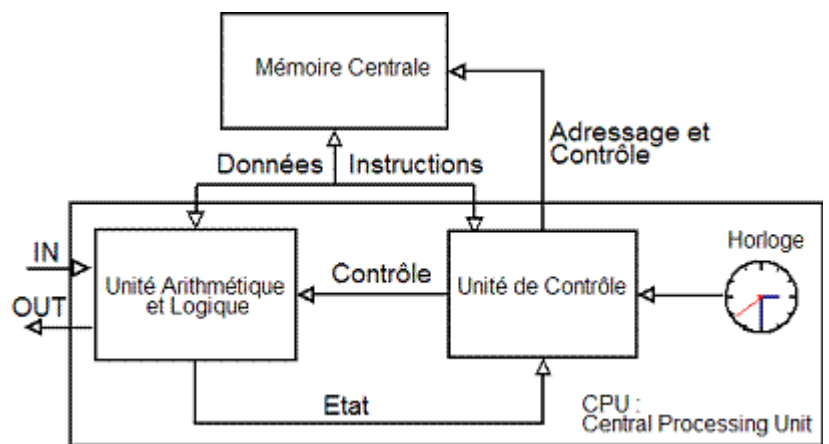 Mémoire Centrale
Adressage et
Contrôle
Données
Instructions
IN
OUT
Unité Arithmétique
et Logique
Contrôle
Unité de Contrôle
Horloge
Etat
CPU :
Central Processing Unit